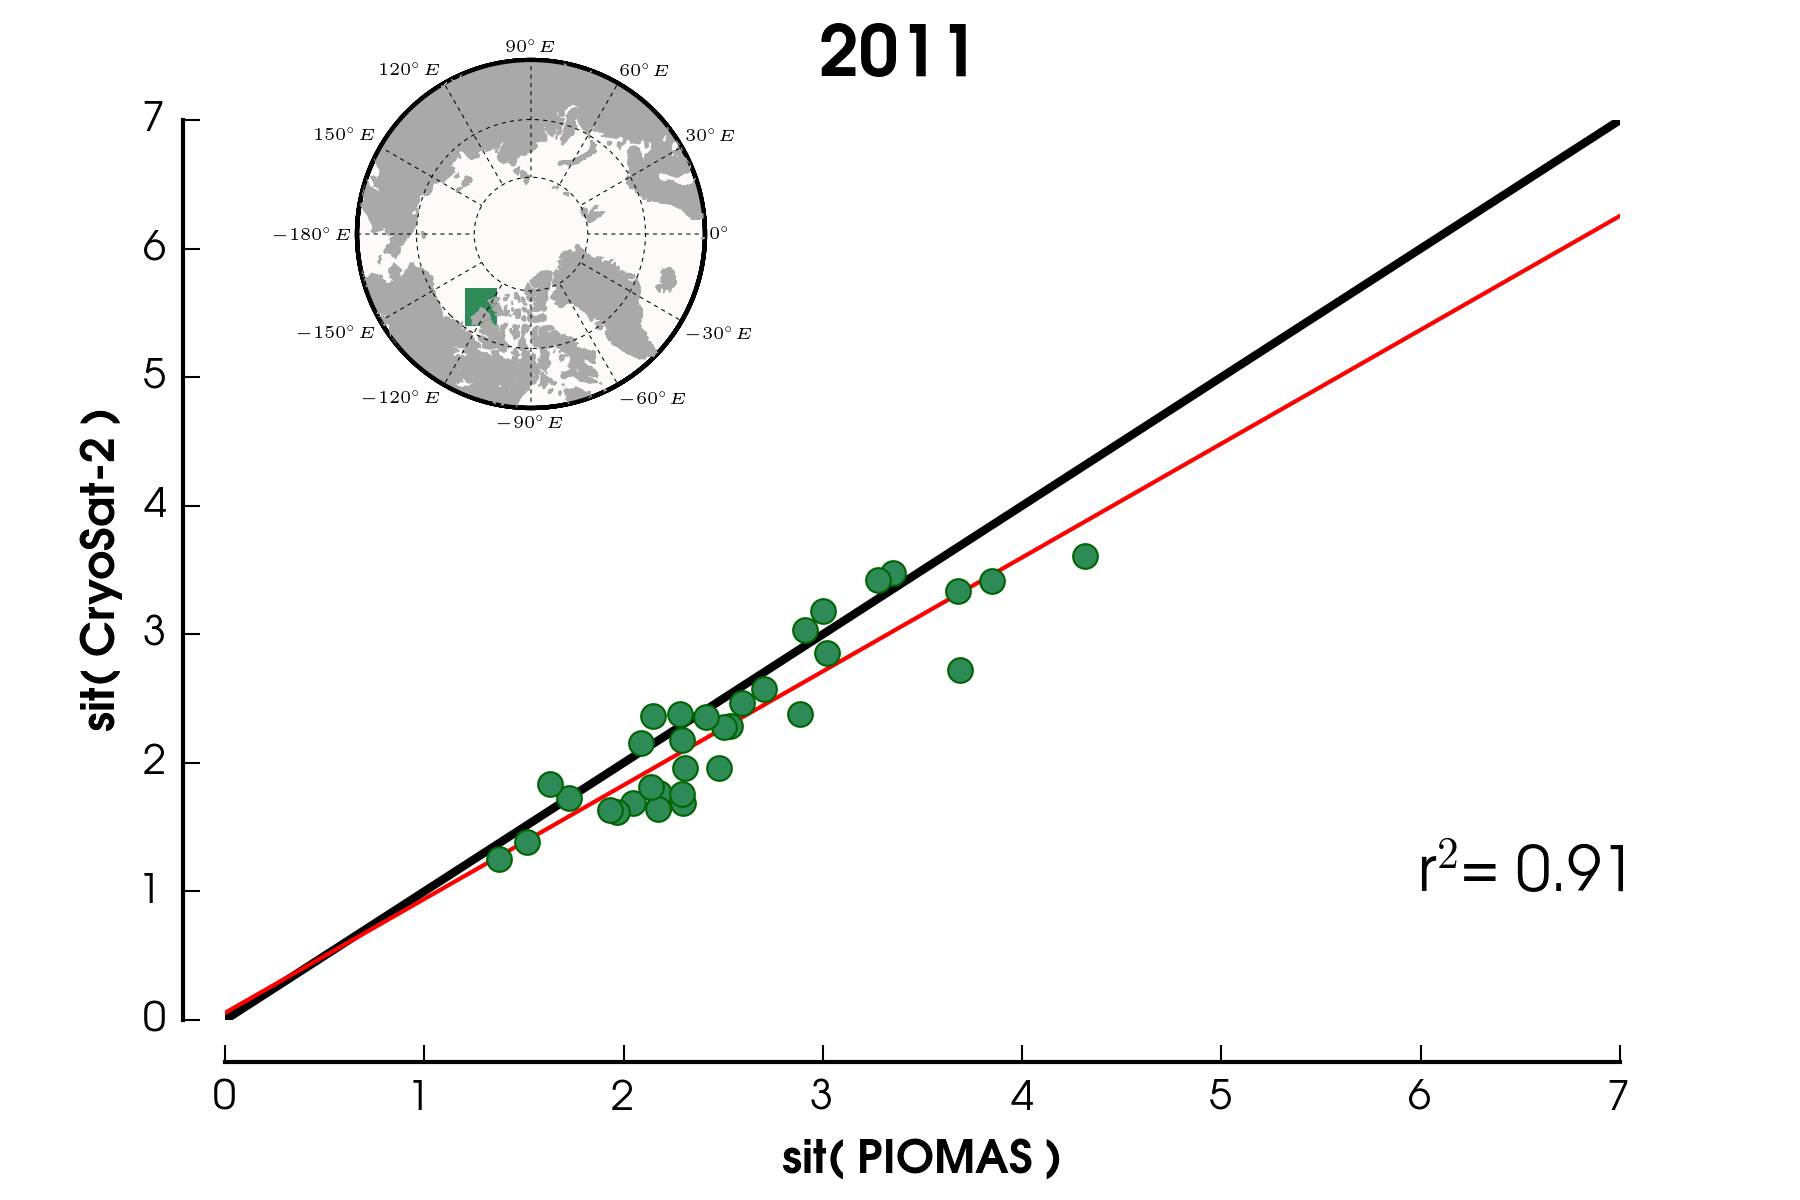 2011
90° E
120° E
60° E
150° E
30° E
−180° E
0°
−150° E
−30° E
−120° E
−60° E
−90° E
7
6
5
4
3
2
1
0
sit( CryoSat-2 )
r²= 0.91
0 1 2 3 4 5 6 7
sit( PIOMAS )